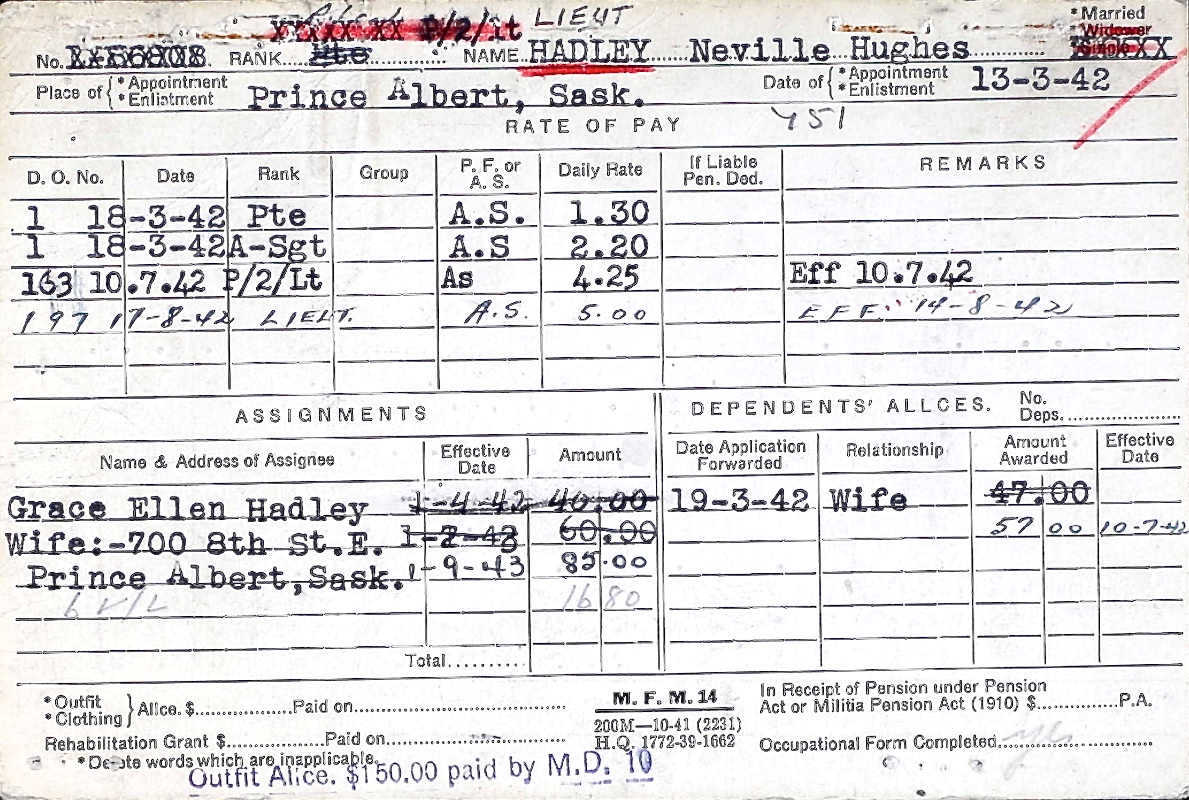 P/2/Lt LIEUT
* Married
Widower
No. RANK Pte NAME HADLEY Neville Hughes Single XX
Place of { * Appointment * Enlistment Prince Albert, Sask. Date of { * Appointment * Enlistment 13-3-42
RATE OF PAY 451
D. O. No. Date Rank Group P. F. or A. S. Daily Rate If Liable Pen. Ded. REMARKS
1 18-3-42 Pte A.S. 1.30
1 18-3-42 A-Sgt A.S 2.20
163 10.7.42 P/2/Lt As 4.25 Eff 10.7.42
197 17-8-42 LIEUT. A.S. 5.00 EFF. 14-8-42
ASSIGNMENTS DEPENDENTS' ALLCES. No. Deps.
Name & Address of Assignee Effective Date Amount Date Application Forwarded Relationship Amount Awarded Effective Date
Grace Ellen Hadley 1-4-42 40.00 19-3-42 Wife 47.00
Wife:-700 8th St.E. 1-2-43 60.00 57 00 10-7-42
Prince Albert,Sask. 1-9-43 85.00
16 80
Total
* Outfit * Clothing } Allce. $ Paid on M. F. M. 14 In Receipt of Pension under Pension
Act or Militia Pension Act (1910) $ P.A.
200M—10-41 (2231)
Rehabilitation Grant $ Paid on H.Q. 1772-39-1662 Occupational Form Completed yes
* Delete words which are inapplicable.
Outfit Alice. $150.00 paid by M.D. 10